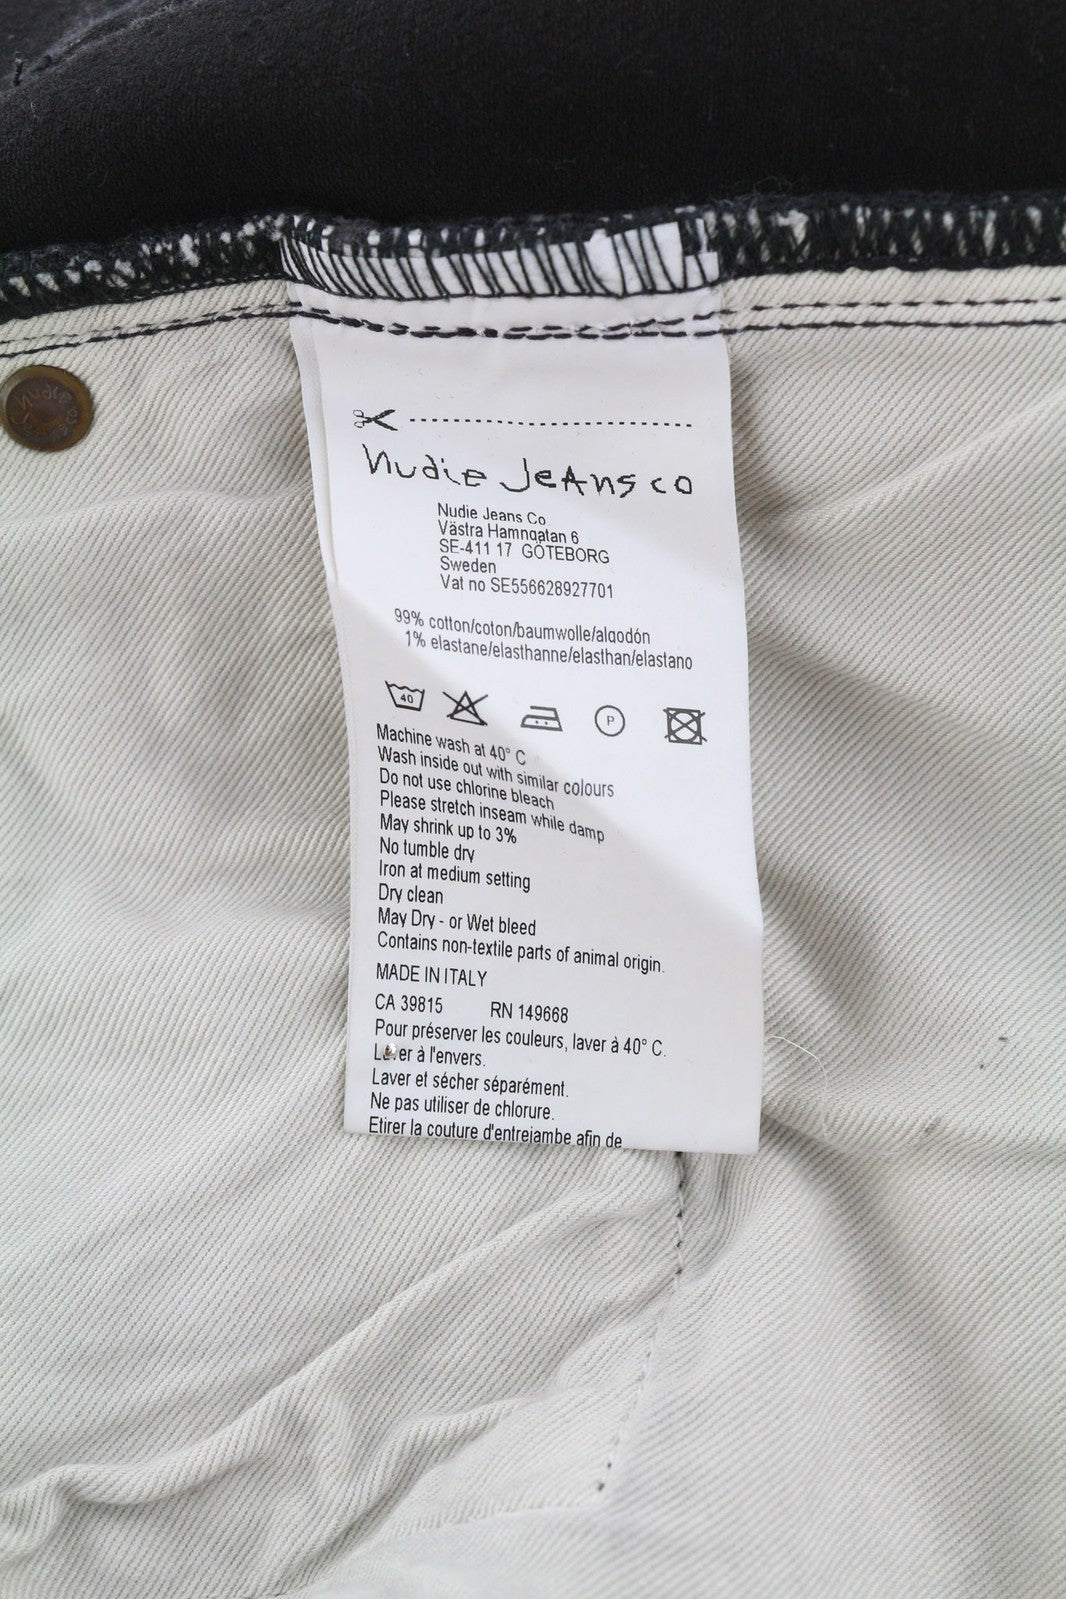 nudie jeans co
Nudie Jeans Co
Västra Hamngatan 6
SE-411 17 GÖTEBORG
Sweden
Vat no SE556628927701
99% cotton/coton/baumwolle/algodón
1% elastane/elasthanne/elasthan/elastano
40
P
Machine wash at 40° C
Wash inside out with similar colours
Do not use chlorine bleach
Please stretch inseam while damp
May shrink up to 3%
No tumble dry
Iron at medium setting
Dry clean
May Dry - or Wet bleed
Contains non-textile parts of animal origin.
MADE IN ITALY
CA 39815 RN 149668
Pour préserver les couleurs, laver à 40° C.
Laver à l'envers.
Laver et sécher séparément.
Ne pas utiliser de chlorure.
Etirer la couture d'entrejambe afin de